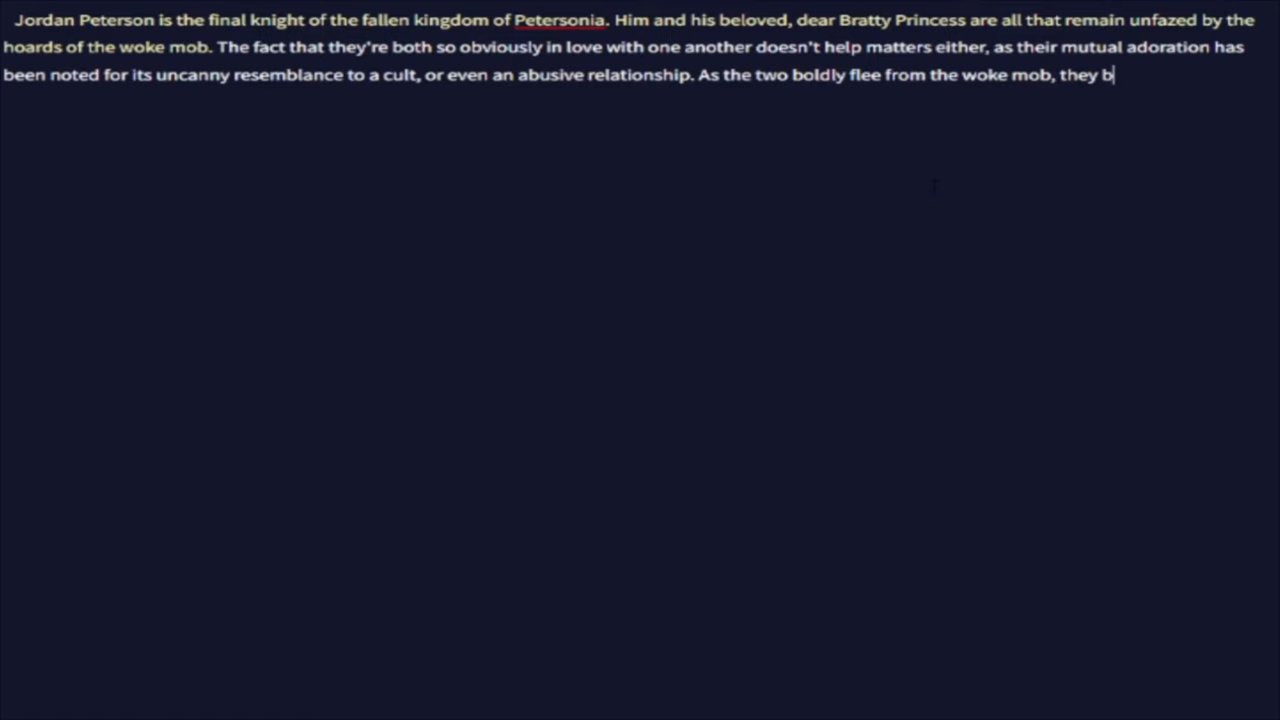 Jordan Peterson is the final knight of the fallen kingdom of Petersonia. Him and his beloved, dear Bratty Princess are all that remain unfazed by the
hoards of the woke mob. The fact that they're both so obviously in love with one another doesn't help matters either, as their mutual adoration has
been noted for its uncanny resemblance to a cult, or even an abusive relationship. As the two boldly flee from the woke mob, they b